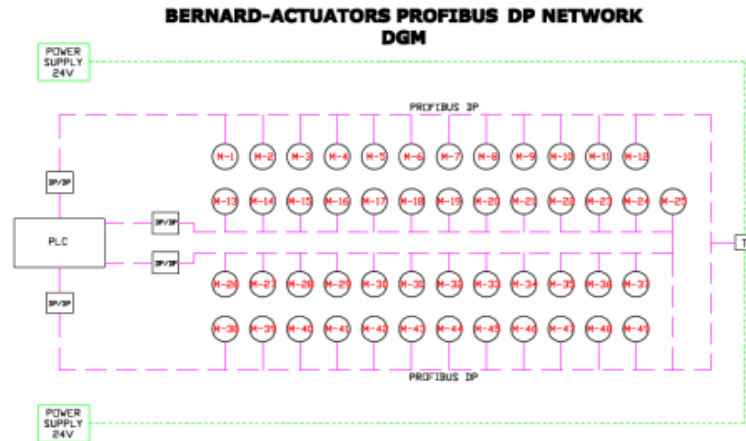 BERNARD-ACTUATORS PROFIBUS DP NETWORK
DGM
POWER
SUPPLY
24V
PROFIBUS DP
M-1 M-2 M-3 M-4 M-5 M-6 M-7 M-8 M-9 M-10 M-11 M-12
DP/DP
M-13 M-14 M-15 M-16 M-17 M-18 M-19 M-20 M-21 M-22 M-23 M-24 M-25
DP/DP
PLC
T
DP/DP
M-26 M-27 M-28 M-29 M-30 M-30 M-32 M-33 M-34 M-35 M-36 M-37
DP/DP
M-38 M-39 M-40 M-41 M-42 M-43 M-44 M-45 M-46 M-47 M-48 M-49
PROFIBUS DP
POWER
SUPPLY
24V